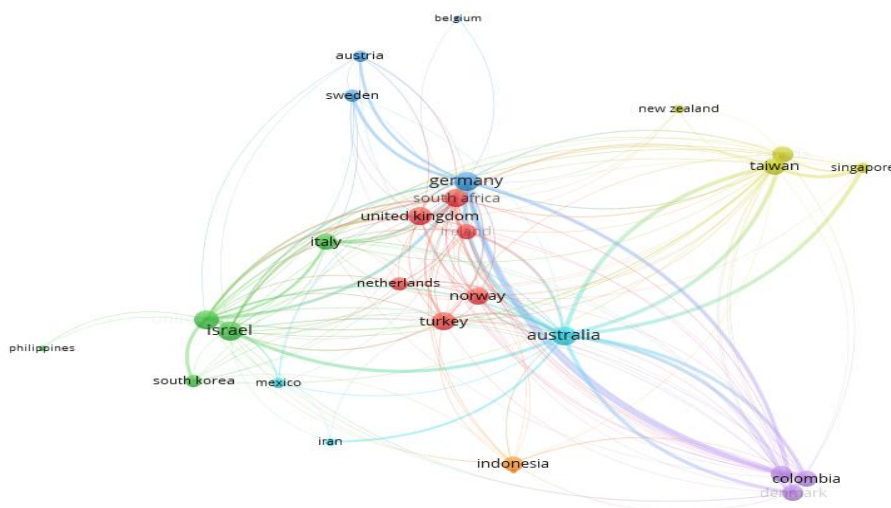 belgium
austria
sweden
new zealand
taiwan
singapore
germany
south africa
united kingdom
ireland
italy
netherlands
norway
turkey
israel
australia
philippines
south korea
mexico
iran
indonesia
colombia
denmark